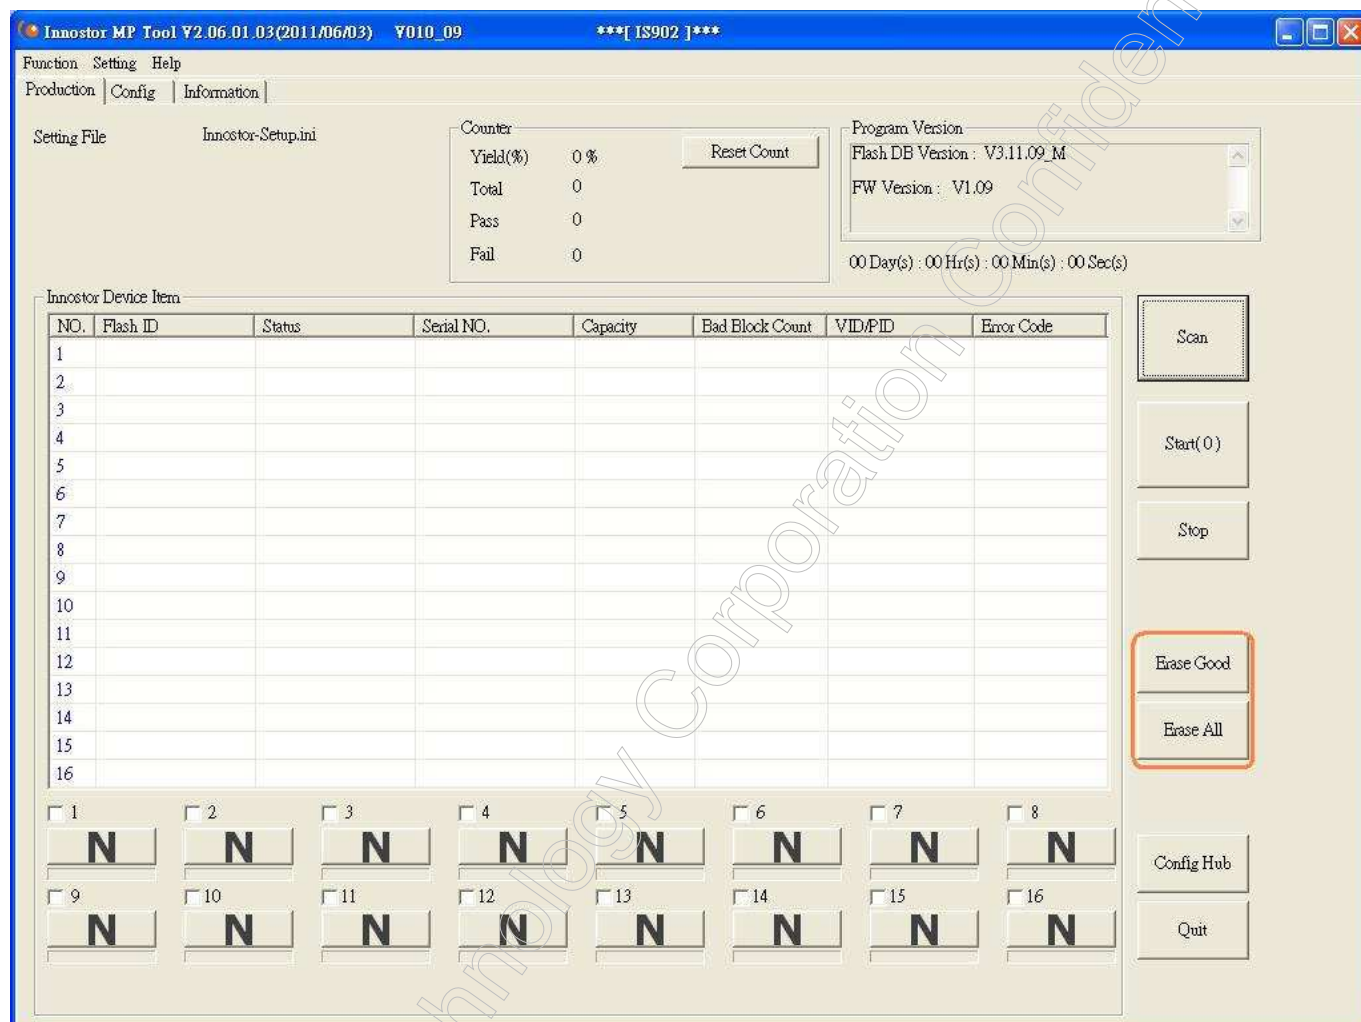 Innostor MP Tool V2.06.01.03(2011/06/03) V010_09 ***[ IS902 ]***
Function Setting Help
Production Config Information
Setting File Innostor-Setup.ini
Counter
Yield(%) 0 %
Reset Count
Total 0
Pass 0
Fail 0
Program Version
Flash DB Version : V3.11.09_M
FW Version : V1.09
00 Day(s) : 00 Hr(s) : 00 Min(s) : 00 Sec(s)
Innostor Device Item
NO. Flash ID Status Serial NO. Capacity Bad Block Count VID/PID Error Code
1
2
3
4
5
6
7
8
9
10
11
12
13
14
15
16
Scan
Start( 0 )
Stop
Erase Good
Erase All
Config Hub
Quit
1 2 3 4 5 6 7 8
N N N N N N N N
9 10 11 12 13 14 15 16
N N N N N N N N
Corporation